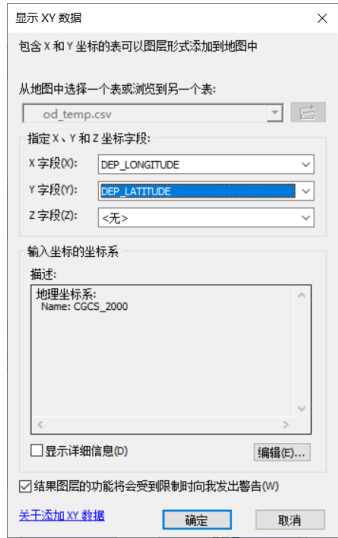 显示 XY 数据
包含 X 和 Y 坐标的表可以图层形式添加到地图中
从地图中选择一个表或浏览到另一个表:
od_temp.csv
指定 X、Y 和 Z 坐标字段:
X 字段(X): DEP_LONGITUDE
Y 字段(Y): DEP_LATITUDE
Z 字段(Z): <无>
输入坐标的坐标系
描述:
地理坐标系:
Name: CGCS_2000
显示详细信息(D) 编辑(E)...
结果图层的功能将会受到限制时向我发出警告(W)
关于添加 XY 数据 确定 取消